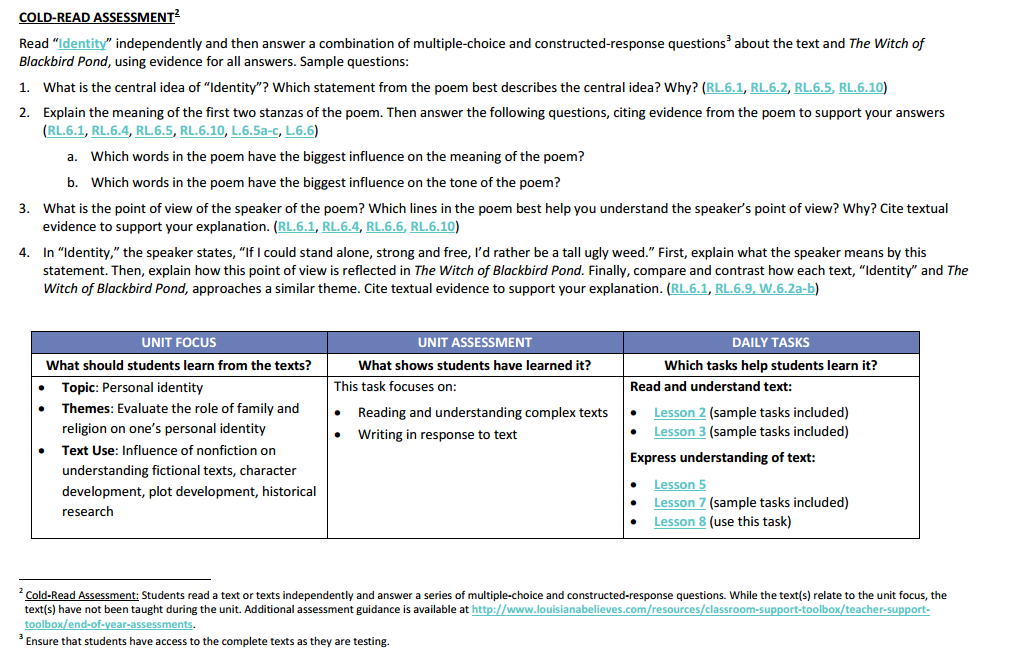 COLD-READ ASSESSMENT²
Read “Identity” independently and then answer a combination of multiple-choice and constructed-response questions³ about the text and The Witch of
Blackbird Pond, using evidence for all answers. Sample questions:
1. What is the central idea of “Identity”? Which statement from the poem best describes the central idea? Why? (RL.6.1, RL.6.2, RL.6.5, RL.6.10)
2. Explain the meaning of the first two stanzas of the poem. Then answer the following questions, citing evidence from the poem to support your answers
(RL.6.1, RL.6.4, RL.6.5, RL.6.10, L.6.5a-c, L.6.6)
a. Which words in the poem have the biggest influence on the meaning of the poem?
b. Which words in the poem have the biggest influence on the tone of the poem?
3. What is the point of view of the speaker of the poem? Which lines in the poem best help you understand the speaker’s point of view? Why? Cite textual
evidence to support your explanation. (RL.6.1, RL.6.4, RL.6.6, RL.6.10)
4. In “Identity,” the speaker states, “If I could stand alone, strong and free, I’d rather be a tall ugly weed.” First, explain what the speaker means by this
statement. Then, explain how this point of view is reflected in The Witch of Blackbird Pond. Finally, compare and contrast how each text, “Identity” and The
Witch of Blackbird Pond, approaches a similar theme. Cite textual evidence to support your explanation. (RL.6.1, RL.6.9, W.6.2a-b)
UNIT FOCUS
What should students learn from the texts?
• Topic: Personal identity
• Themes: Evaluate the role of family and
religion on one’s personal identity
• Text Use: Influence of nonfiction on
understanding fictional texts, character
development, plot development, historical
research
UNIT ASSESSMENT
What shows students have learned it?
This task focuses on:
• Reading and understanding complex texts
• Writing in response to text
DAILY TASKS
Which tasks help students learn it?
Read and understand text:
• Lesson 2 (sample tasks included)
• Lesson 3 (sample tasks included)
Express understanding of text:
• Lesson 5
• Lesson 7 (sample tasks included)
• Lesson 8 (use this task)
² Cold-Read Assessment: Students read a text or texts independently and answer a series of multiple-choice and constructed-response questions. While the text(s) relate to the unit focus, the
text(s) have not been taught during the unit. Additional assessment guidance is available at http://www.louisianabelieves.com/resources/classroom-support-toolbox/teacher-support-
toolbox/end-of-year-assessments.
³ Ensure that students have access to the complete texts as they are testing.